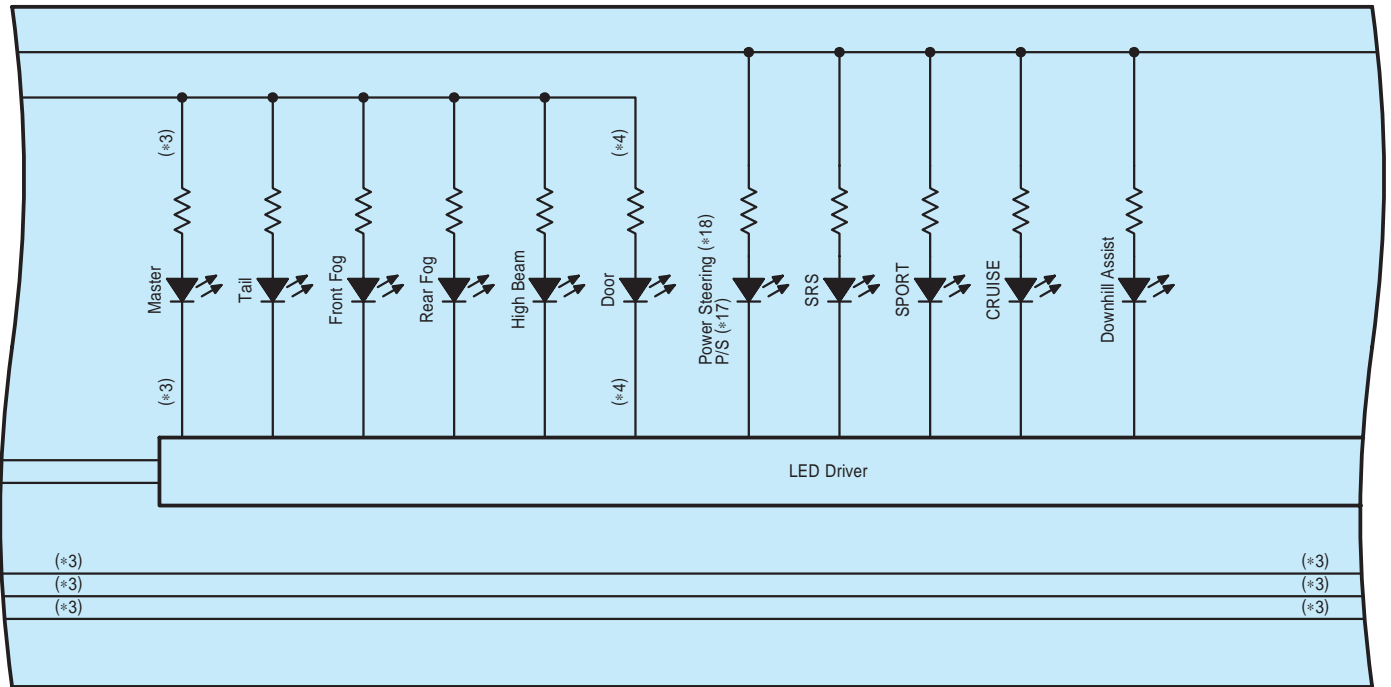 (*3)
(*4)
Master
Tail
Front Fog
Rear Fog
High Beam
Door
Power Steering (*18)
P/S (*17)
SRS
SPORT
CRUISE
Downhill Assist
(*3)
(*4)
LED Driver
(*3)
(*3)
(*3)
(*3)
(*3)
(*3)